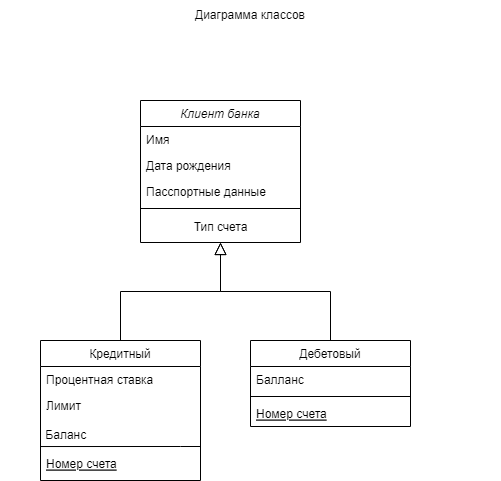 Диаграмма классов
Клиент банка
Имя
Дата рождения
Пасспортные данные
Тип счета
Кредитный
Процентная ставка
Лимит
Баланс
Номер счета
Дебетовый
Балланс
Номер счета